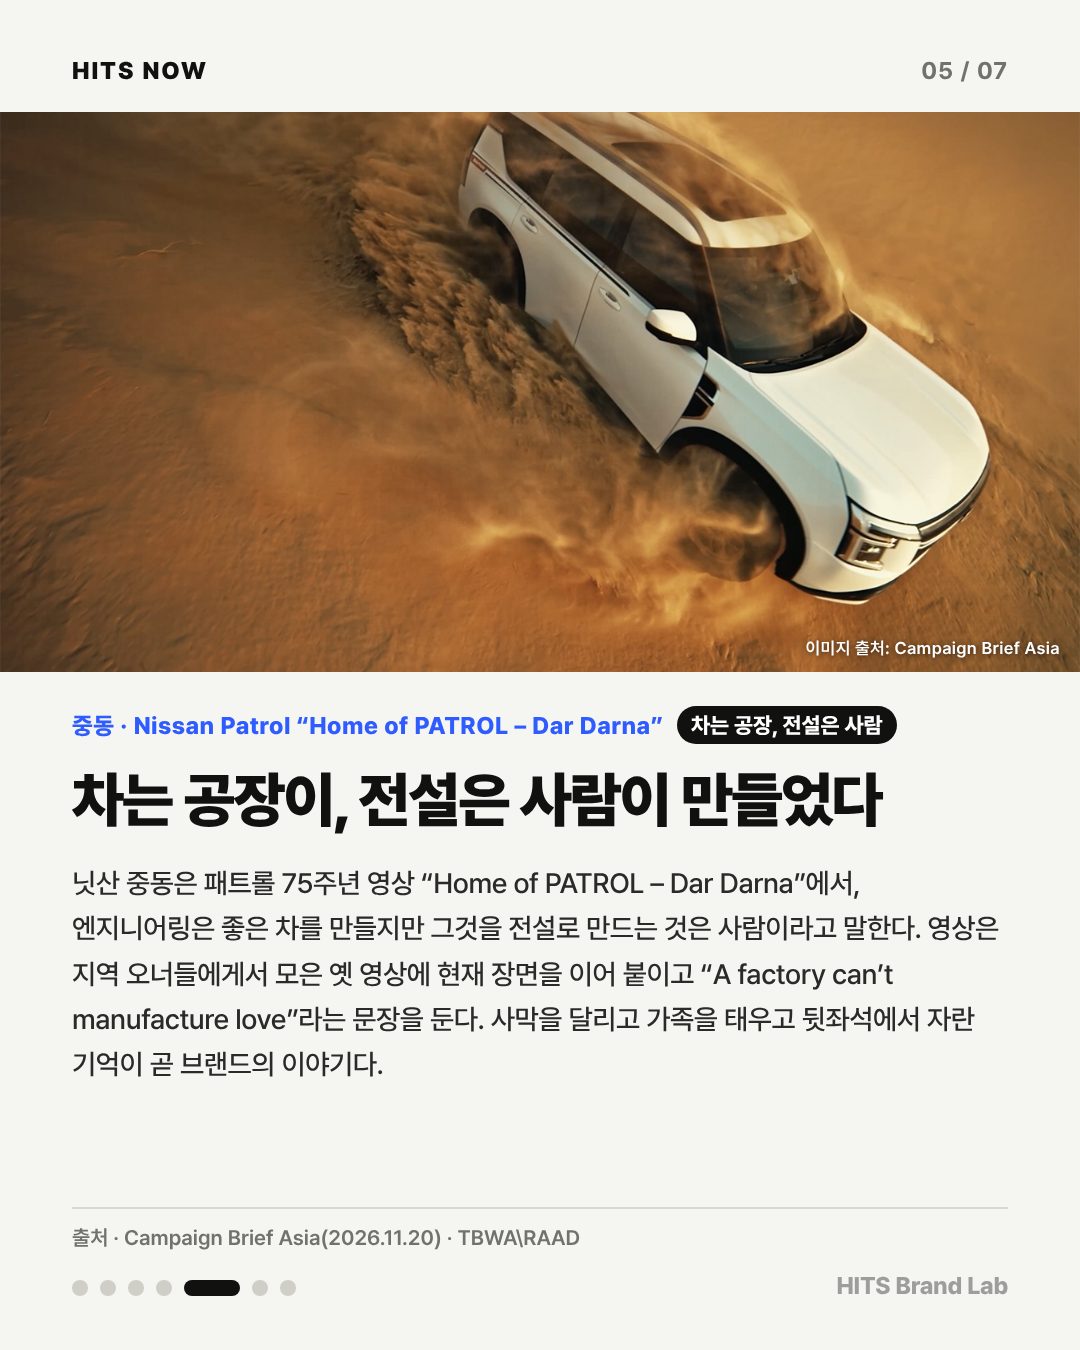 HITS NOW
05 / 07
이미지 출처: Campaign Brief Asia
중동 · Nissan Patrol “Home of PATROL – Dar Darna”
차는 공장, 전설은 사람
차는 공장이, 전설은 사람이 만들었다
닛산 중동은 패트롤 75주년 영상 “Home of PATROL – Dar Darna”에서,
엔지니어링은 좋은 차를 만들지만 그것을 전설로 만드는 것은 사람이라고 말한다. 영상은
지역 오너들에게서 모은 옛 영상에 현재 장면을 이어 붙이고 “A factory can’t
manufacture love”라는 문장을 둔다. 사막을 달리고 가족을 태우고 뒷좌석에서 자란
기억이 곧 브랜드의 이야기다.
출처 · Campaign Brief Asia(2026.11.20) · TBWA\RAAD
HITS Brand Lab